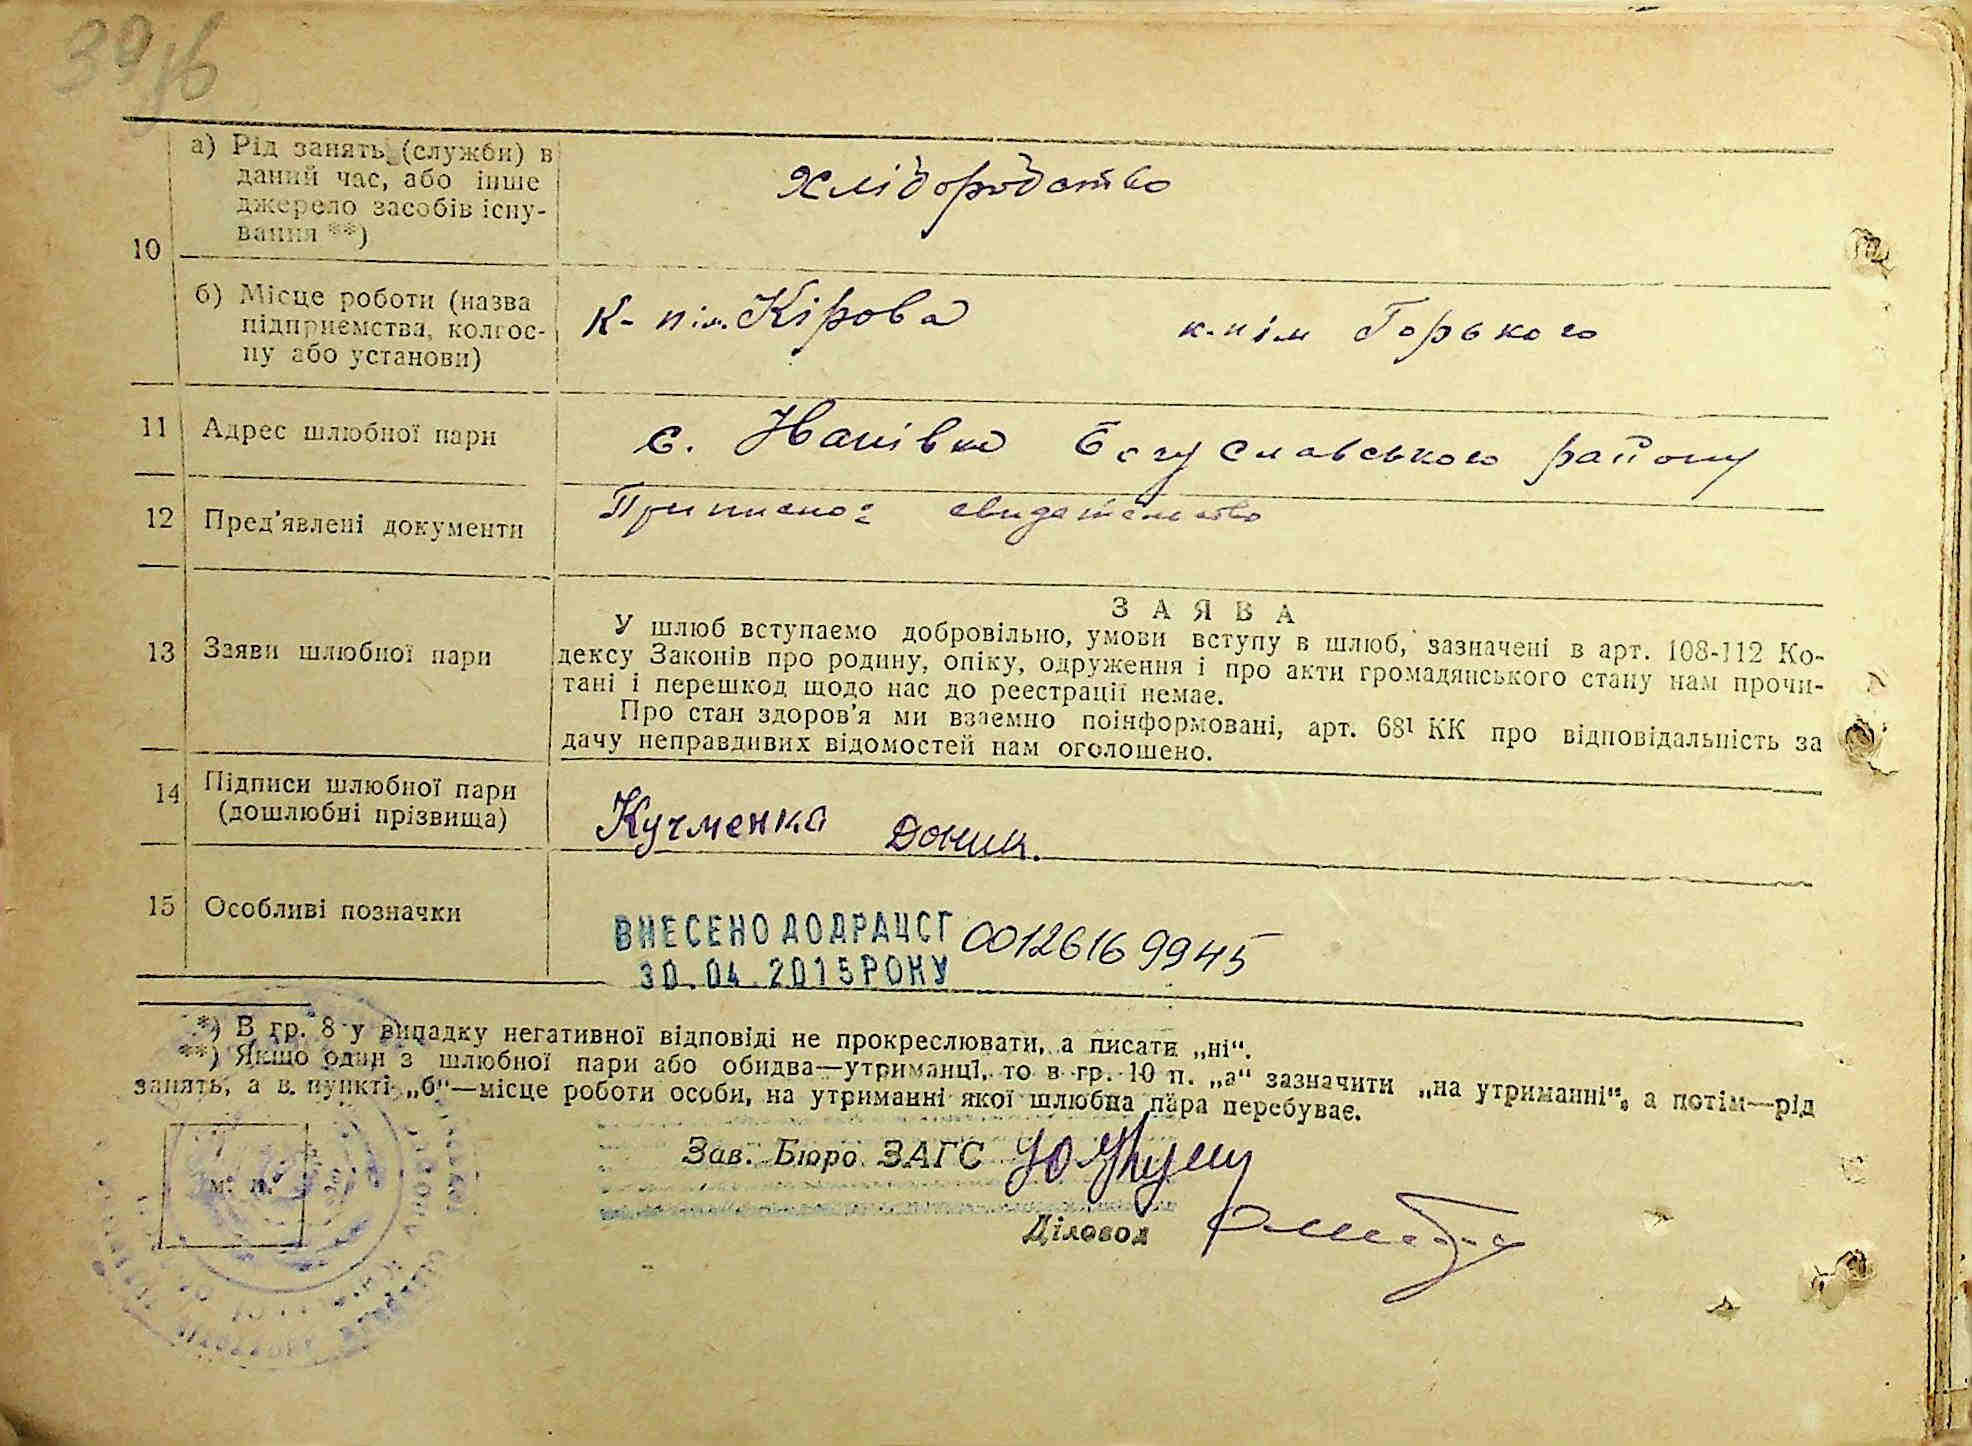 39 зв
а) Рід занять (служби) в
даний час, або інше
джерело засобів існу-
вання **)
хлібородство
10
б) Місце роботи (назва
підприємства, колгос-
пу або установи)
К-п ім. Кірова к-п ім Горького
11 Адрес шлюбної пари
с. Іванівка Богуславського району
12 Пред'явлені документи
Приписное свидетельство
13 Заяви шлюбної пари
ЗАЯВА
У шлюб вступаємо добровільно, умови вступу в шлюб, зазначені в арт. 108-112 Ко-
дексу Законів про родину, опіку, одруження і про акти громадянського стану нам прочи-
тані і перешкод щодо нас до реєстрації немає.
Про стан здоров'я ми взаємно поінформовані, арт. 68¹ КК про відповідальність за
дачу неправдивих відомостей нам оголошено.
14 Підписи шлюбної пари
(дошлюбні прізвища)
Кучменко Доник.
15 Особливі позначки
ВНЕСЕНО ДО ДРАЦСГ 00126169945
30.04.2015 РОКУ
*) В гр. 8 у випадку негативної відповіді не прокреслювати, а писати „ні".
**) Якщо один з шлюбної пари або обидва—утриманці, то в гр. 10 п. „а" зазначити „на утриманні", а потім—рід
занять, а в пункті „б"—місце роботи особи, на утриманні якої шлюбна пара перебуває.
м. п.
Зав. Бюро ЗАГС
Діловод